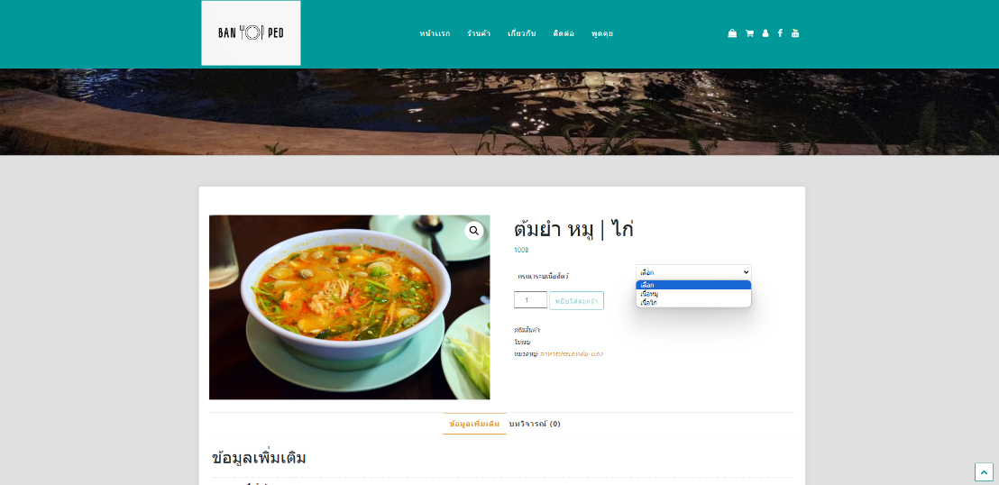 BAN PED
หน้าแรก ร้านค้า เกี่ยวกับ ติดต่อ พูดคุย
ต้มยำ หมู | ไก่
100฿
กรุณาระบุเนื้อสัตว์
เลือก
เลือก
เนื้อหมู
เนื้อไก่
1
หยิบใส่ตะกร้า
รหัสสินค้า:
ไม่ระบุ
หมวดหมู่: อาหารประเภทต้ม-แกง
ข้อมูลเพิ่มเติม บทวิจารณ์ (0)
ข้อมูลเพิ่มเติม